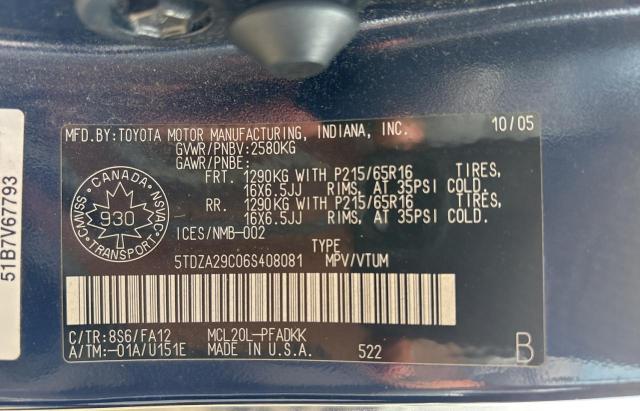 MFD.BY:TOYOTA MOTOR MANUFACTURING, INDIANA, INC. 10/05
GVWR/PNBV:2580KG
GAWR/PNBE:
FRT. 1290KG WITH P215/65R16 TIRES,
16X6.5JJ RIMS, AT 35PSI COLD.
RR. 1290KG WITH P215/65R16 TIRES,
16X6.5JJ RIMS, AT 35PSI COLD.
ICES/NMB-002
TYPE
5TDZA29C06S408081 MPV/VTUM
C/TR:8S6/FA12 MCL20L-PFADKK
A/TM:-01A/U151E MADE IN U.S.A. 522 B
CANADA
CMVSS NSVAC
930
TRANSPORT
51B7V67793